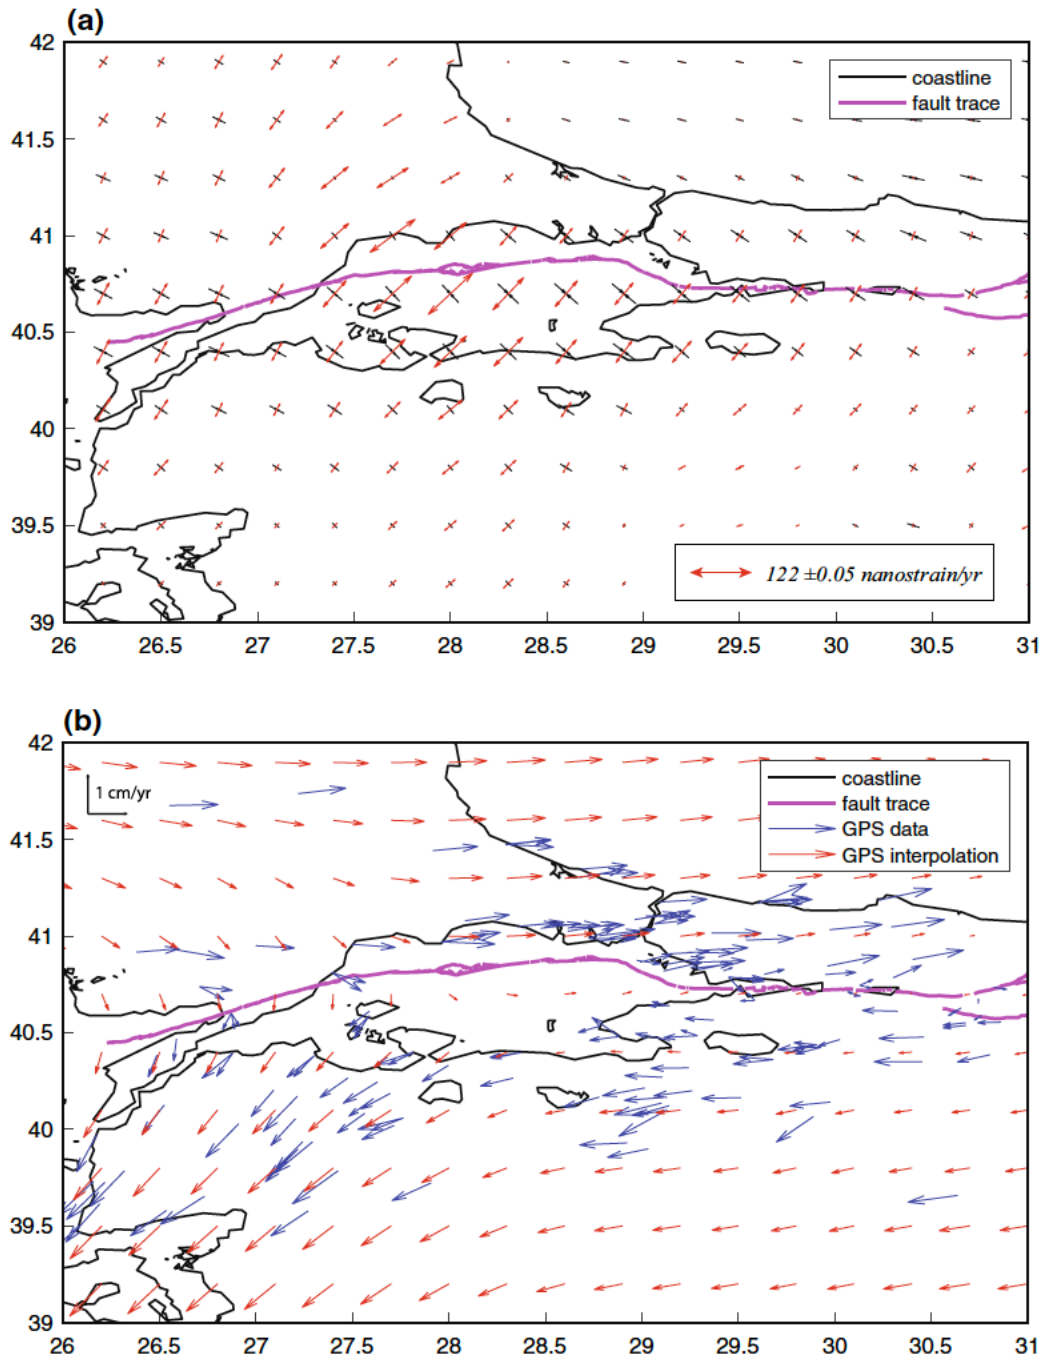 (a)
42
41.5
41
40.5
40
39.5
39
26 26.5 27 27.5 28 28.5 29 29.5 30 30.5 31
coastline
fault trace
122 ±0.05 nanostrain/yr
(b)
42
41.5
41
40.5
40
39.5
39
26 26.5 27 27.5 28 28.5 29 29.5 30 30.5 31
1 cm/yr
coastline
fault trace
GPS data
GPS interpolation